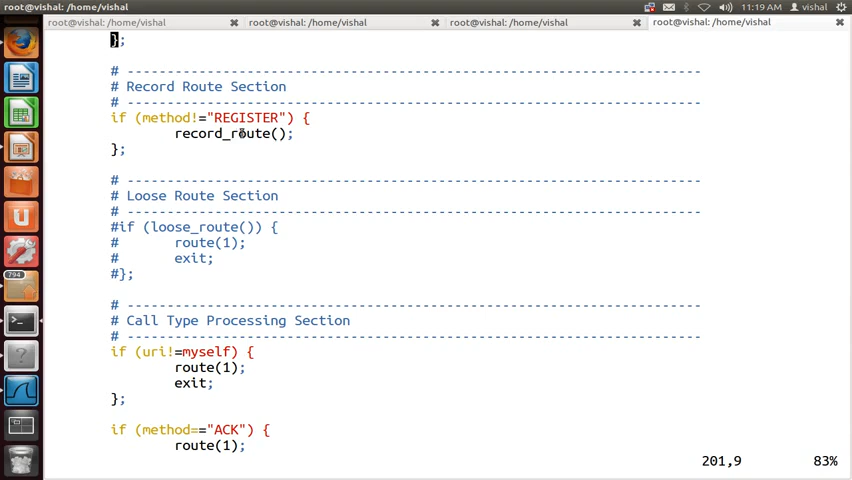 root@vishal: /home/vishal
11:19 AM vishal
root@vishal: /home/vishal
root@vishal: /home/vishal
root@vishal: /home/vishal
root@vishal: /home/vishal
};
# -------------------------------------------------------------------------
# Record Route Section
# -------------------------------------------------------------------------
if (method!="REGISTER") {
record_route();
};
# -------------------------------------------------------------------------
# Loose Route Section
# -------------------------------------------------------------------------
#if (loose_route()) {
# route(1);
# exit;
#};
# -------------------------------------------------------------------------
# Call Type Processing Section
# -------------------------------------------------------------------------
if (uri!=myself) {
route(1);
exit;
};
if (method=="ACK") {
route(1);
201,9 83%
794